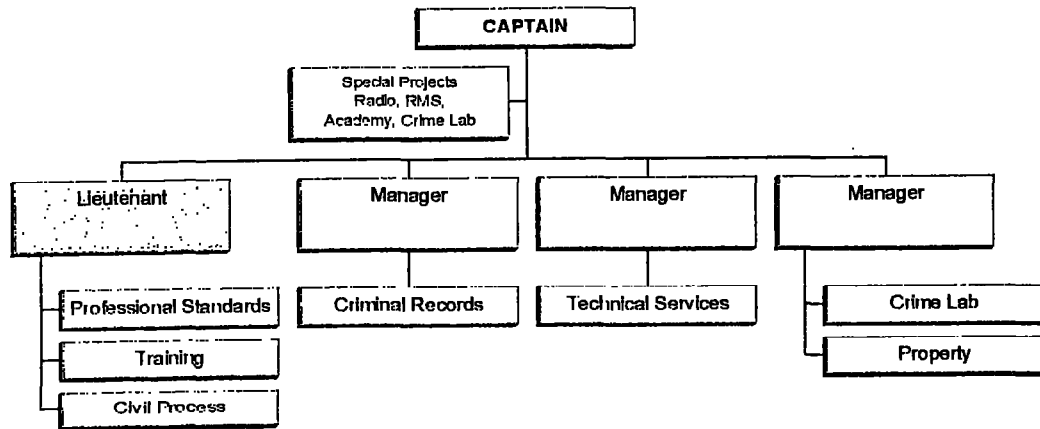 CAPTAIN
Special Projects
Radio, RMS,
Academy, Crime Lab
Lieutenant
Manager
Manager
Manager
Professional Standards
Criminal Records
Technical Services
Crime Lab
Training
Property
Civil Process